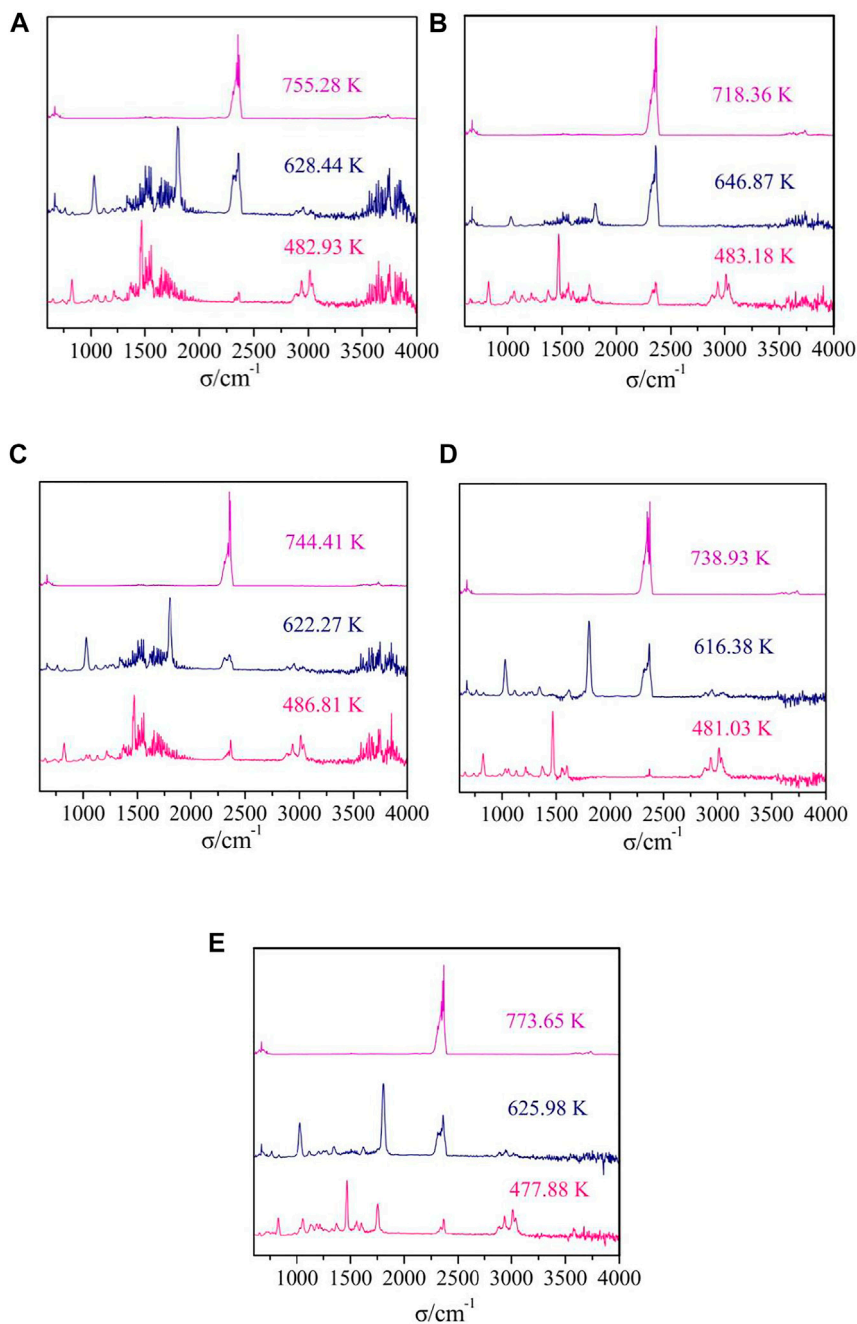 A
755.28 K
628.44 K
482.93 K
1000 1500 2000 2500 3000 3500 4000
σ/cm-1
B
718.36 K
646.87 K
483.18 K
1000 1500 2000 2500 3000 3500 4000
σ/cm-1
C
744.41 K
622.27 K
486.81 K
1000 1500 2000 2500 3000 3500 4000
σ/cm-1
D
738.93 K
616.38 K
481.03 K
1000 1500 2000 2500 3000 3500 4000
σ/cm-1
E
773.65 K
625.98 K
477.88 K
1000 1500 2000 2500 3000 3500 4000
σ/cm-1